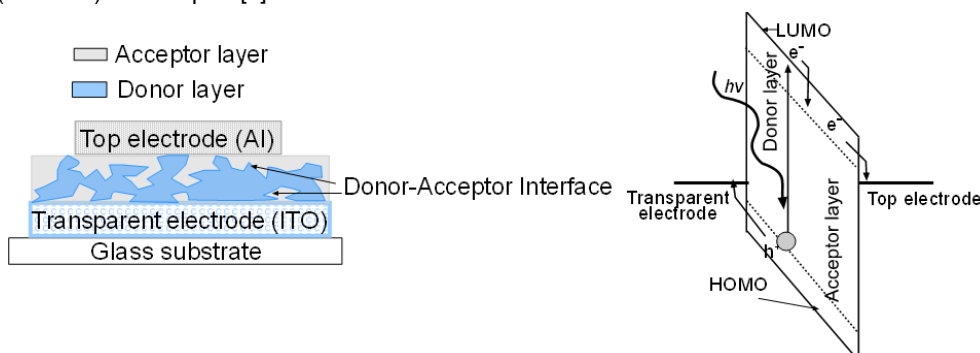 Acceptor layer
Donor layer
Top electrode (Al)
Donor-Acceptor Interface
Transparent electrode (ITO)
Glass substrate
LUMO
e⁻
hν
Donor layer
e⁻
Transparent
electrode
Top electrode
Acceptor layer
h⁺
HOMO